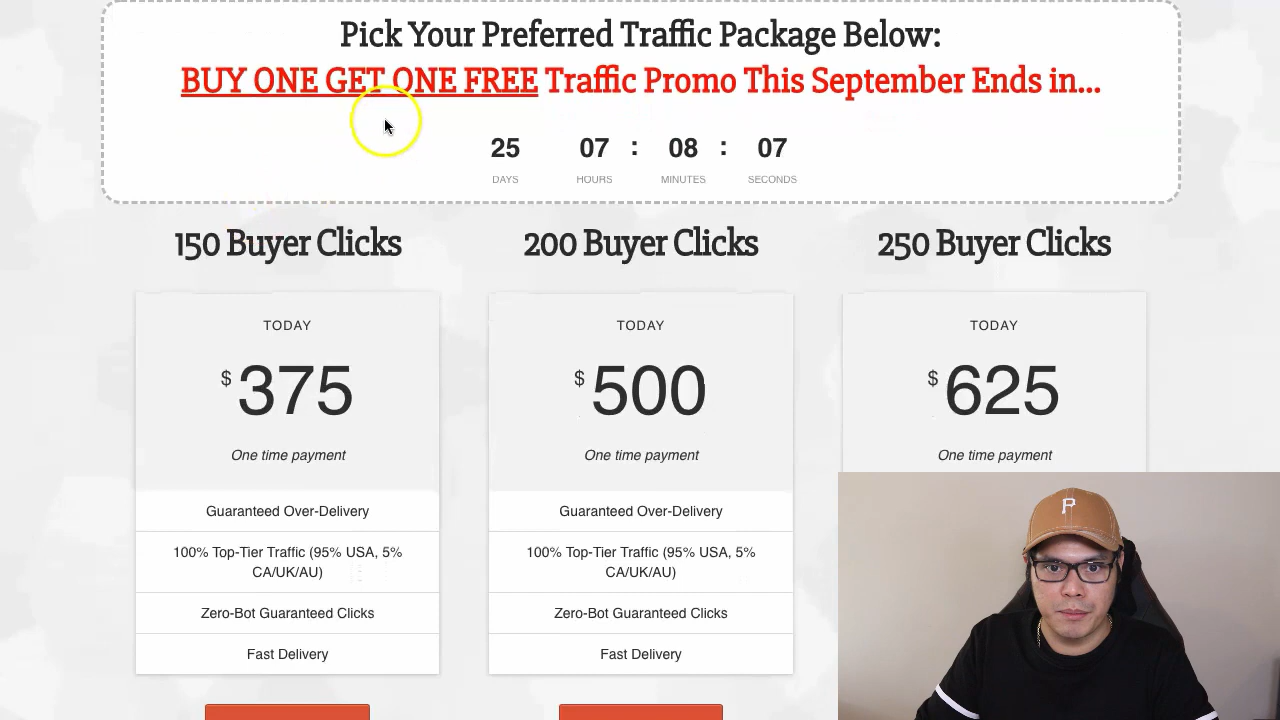 Pick Your Preferred Traffic Package Below:
BUY ONE GET ONE FREE Traffic Promo This September Ends in...
25 07 : 08 : 07
DAYS HOURS MINUTES SECONDS
150 Buyer Clicks
TODAY
$ 375
One time payment
Guaranteed Over-Delivery
100% Top-Tier Traffic (95% USA, 5%
CA/UK/AU)
Zero-Bot Guaranteed Clicks
Fast Delivery
200 Buyer Clicks
TODAY
$ 500
One time payment
Guaranteed Over-Delivery
100% Top-Tier Traffic (95% USA, 5%
CA/UK/AU)
Zero-Bot Guaranteed Clicks
Fast Delivery
250 Buyer Clicks
TODAY
$ 625
One time payment
P